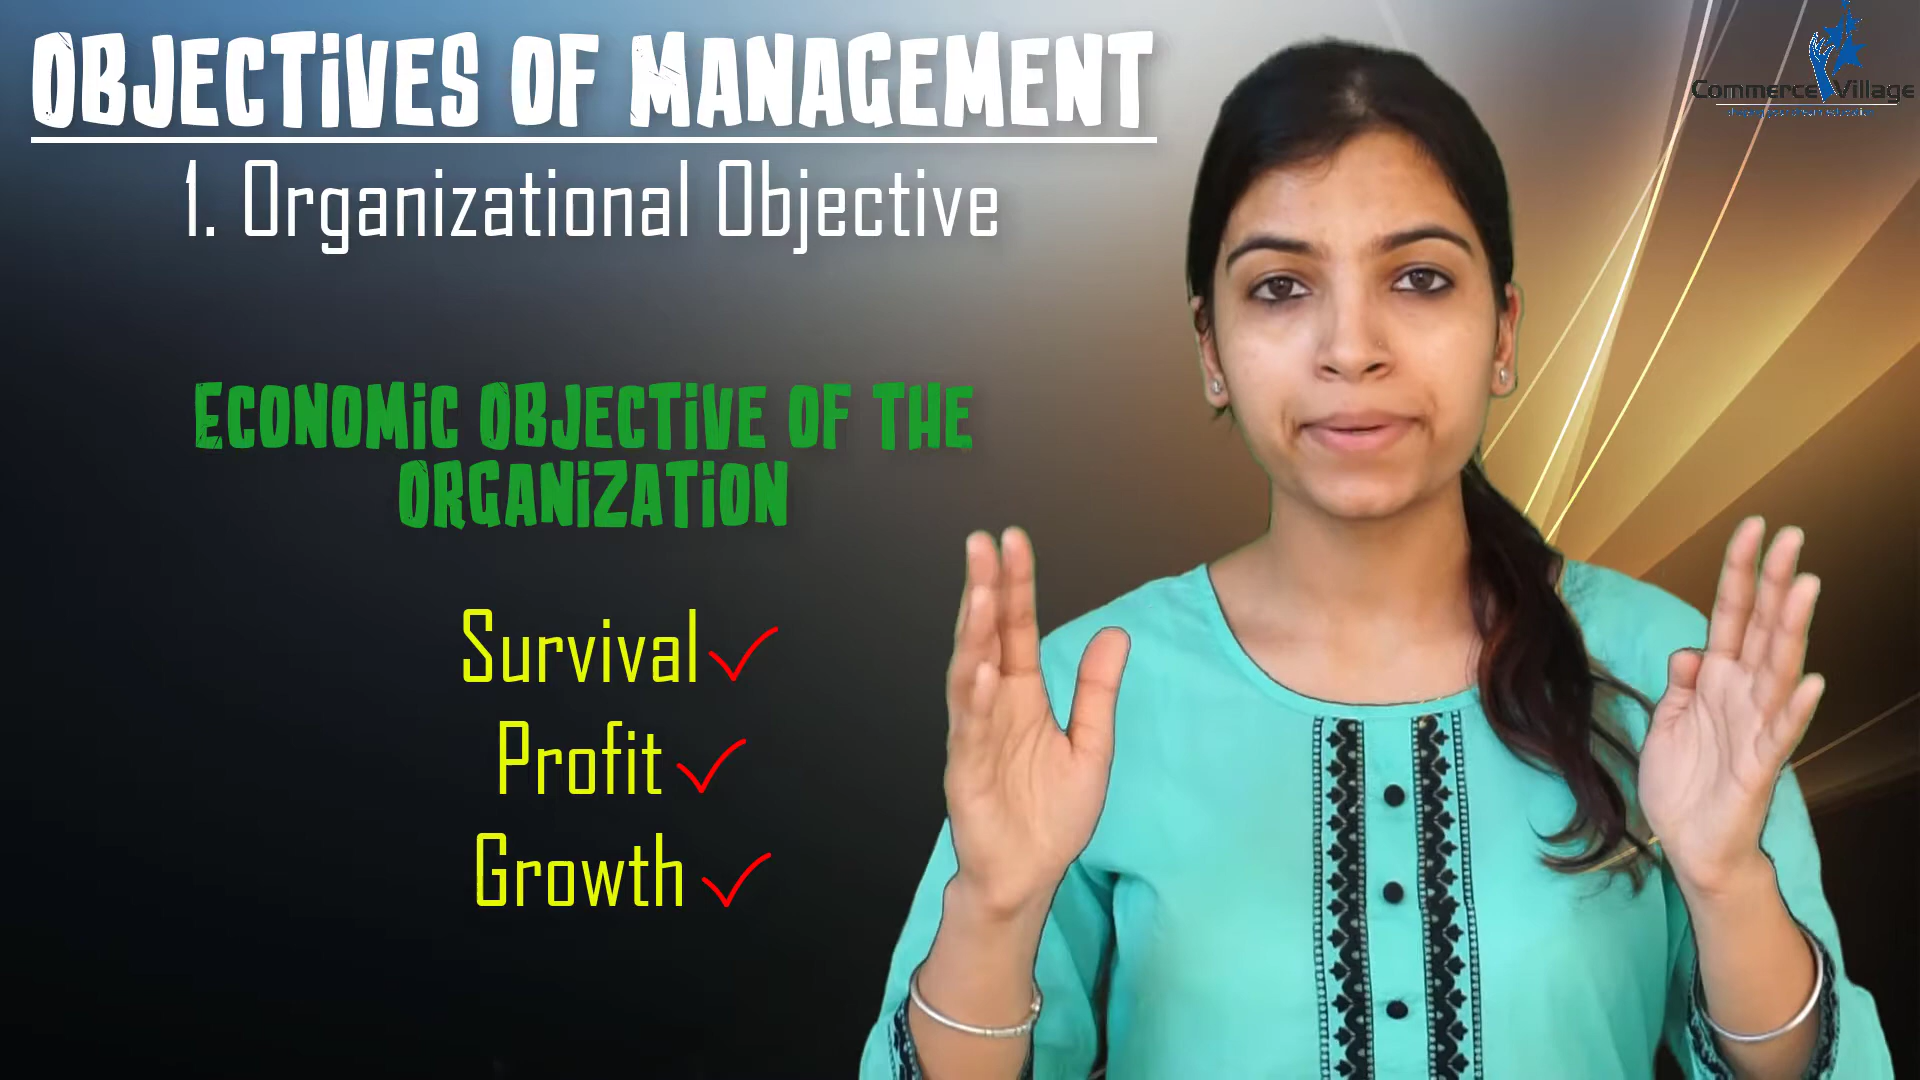 OBJECTIVES OF MANAGEMENT
1. Organizational Objective
ECONOMIC OBJECTIVE OF THE
ORGANIZATION
Survival
Profit
Growth
Commerce Village